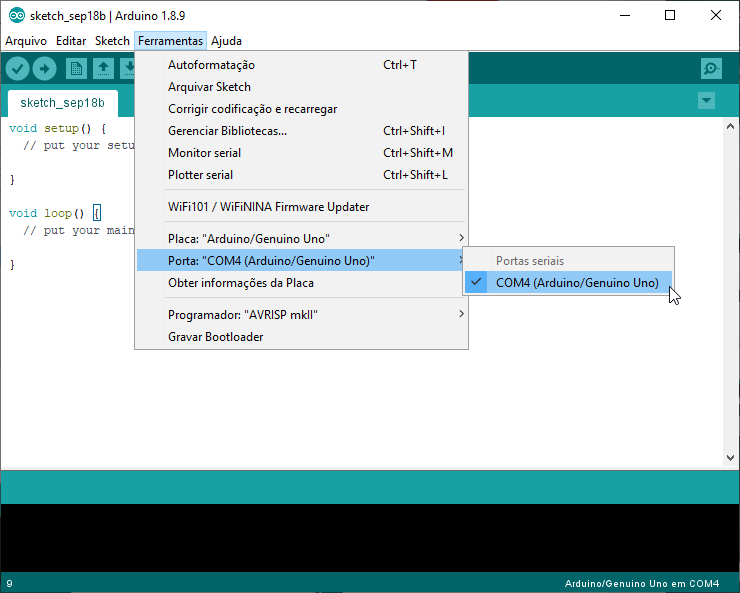 sketch_sep18b | Arduino 1.8.9
Arquivo Editar Sketch Ferramentas Ajuda
sketch_sep18b
void setup() {
// put your setu
}
void loop() {
// put your main
}
Autoformatação Ctrl+T
Arquivar Sketch
Corrigir codificação e recarregar
Gerenciar Bibliotecas... Ctrl+Shift+I
Monitor serial Ctrl+Shift+M
Plotter serial Ctrl+Shift+L
WiFi101 / WiFiNINA Firmware Updater
Placa: "Arduino/Genuino Uno"
Porta: "COM4 (Arduino/Genuino Uno)"
Obter informações da Placa
Programador: "AVRISP mkII"
Gravar Bootloader
Portas seriais
COM4 (Arduino/Genuino Uno)
9 Arduino/Genuino Uno em COM4